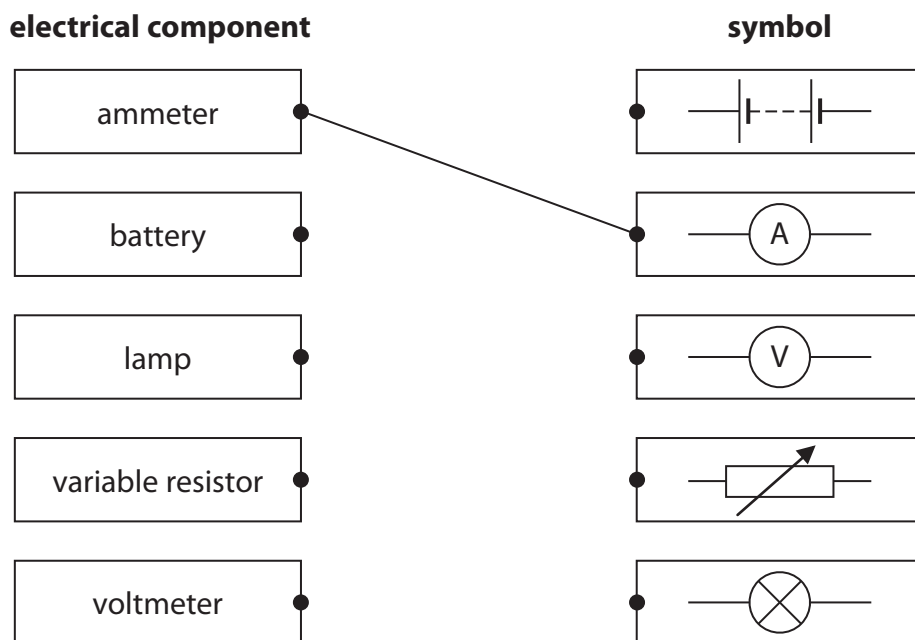 electrical component
symbol
ammeter
battery
A
lamp
V
variable resistor
voltmeter